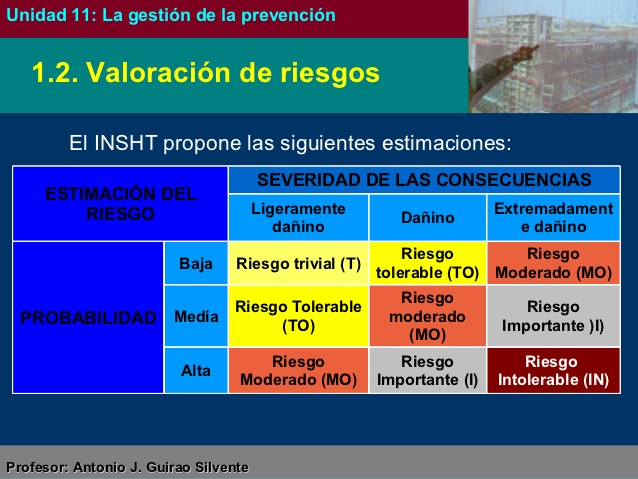 Unidad 11: La gestión de la prevención
1.2. Valoración de riesgos
El INSHT propone las siguientes estimaciones:
ESTIMACIÓN DEL
RIESGO
SEVERIDAD DE LAS CONSECUENCIAS
Ligeramente
dañino
Dañino
Extremadament
e dañino
PROBABILIDAD
Baja
Riesgo trivial (T)
Riesgo
tolerable (TO)
Riesgo
Moderado (MO)
Media
Riesgo Tolerable
(TO)
Riesgo
moderado
(MO)
Riesgo
Importante )I)
Alta
Riesgo
Moderado (MO)
Riesgo
Importante (I)
Riesgo
Intolerable (IN)
Profesor: Antonio J. Guirao Silvente